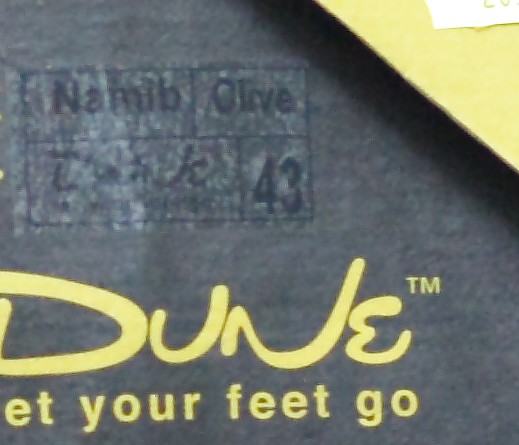 Namib Olive
43
DUNE™
et your feet go